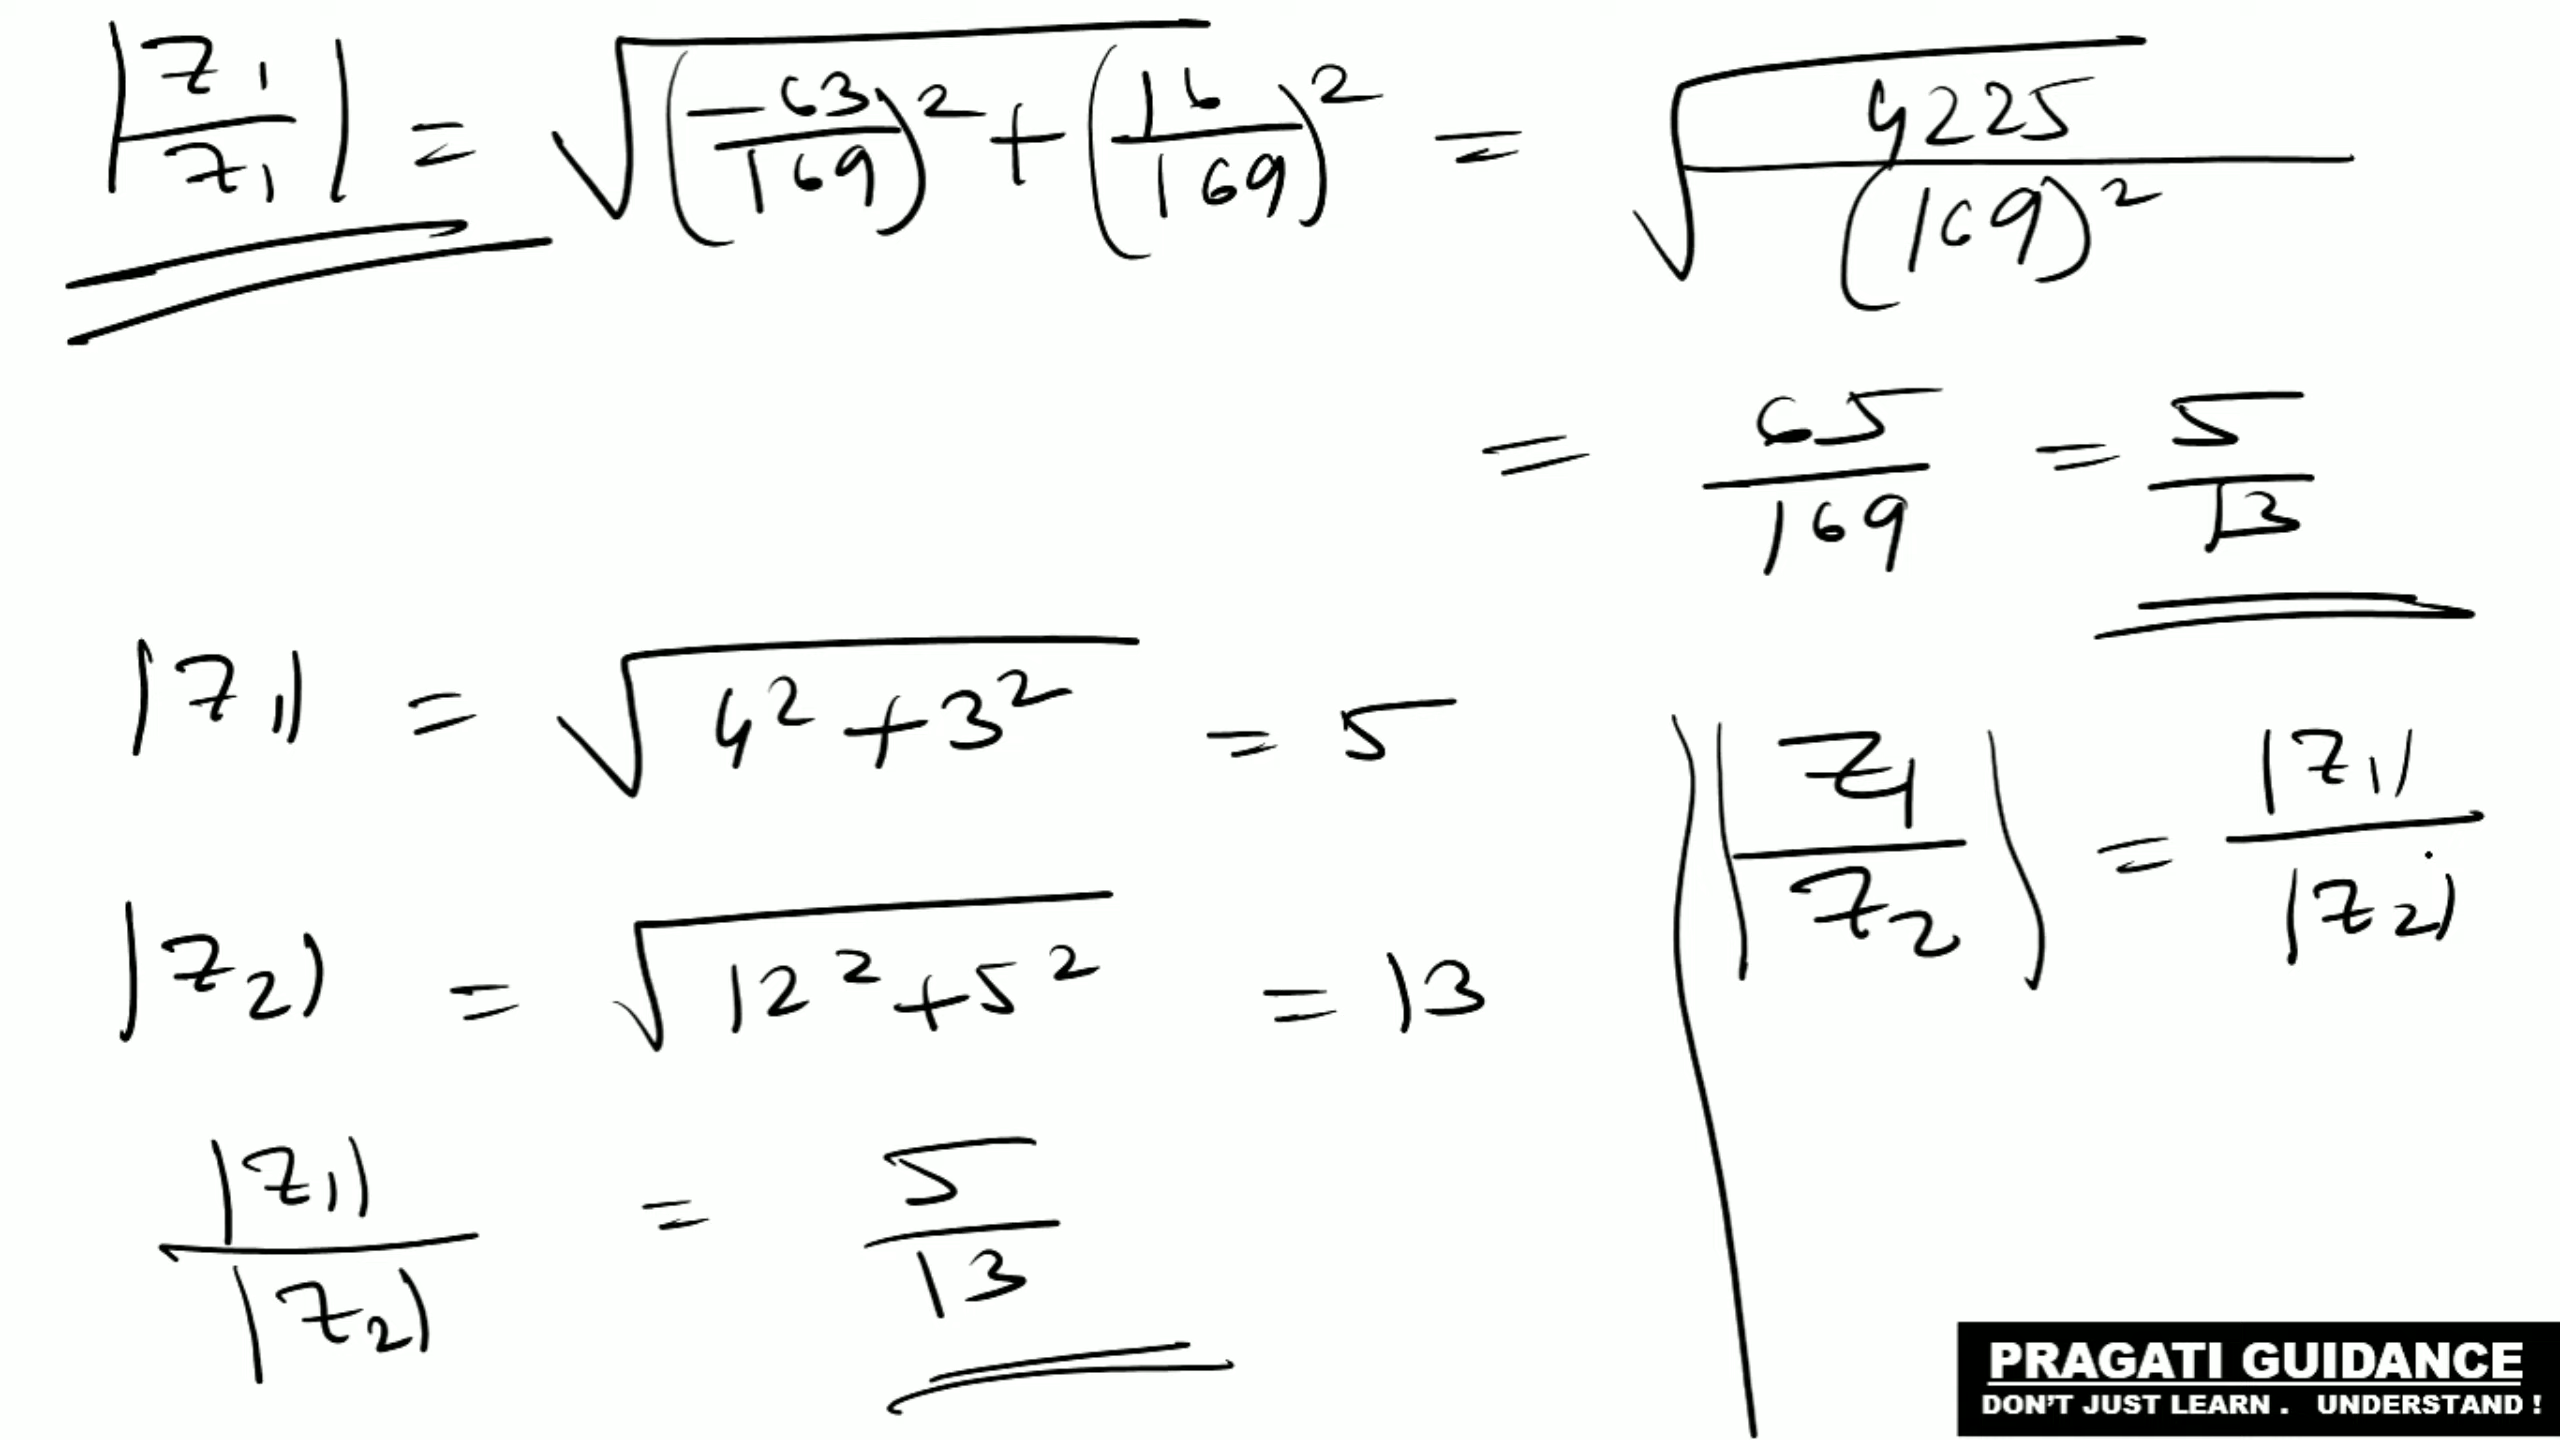 |z₁/z₁| = √((-63/169)² + (16/169)²) = √(4225/(169)²)
= 65/169 = 5/13
|z₁| = √(4² + 3²) = 5
|z₂| = √(12² + 5²) = 13
|z₁/z₂| = |z₁|/|z₂|
|z₁|/|z₂| = 5/13
PRAGATI GUIDANCE
DON'T JUST LEARN . UNDERSTAND !